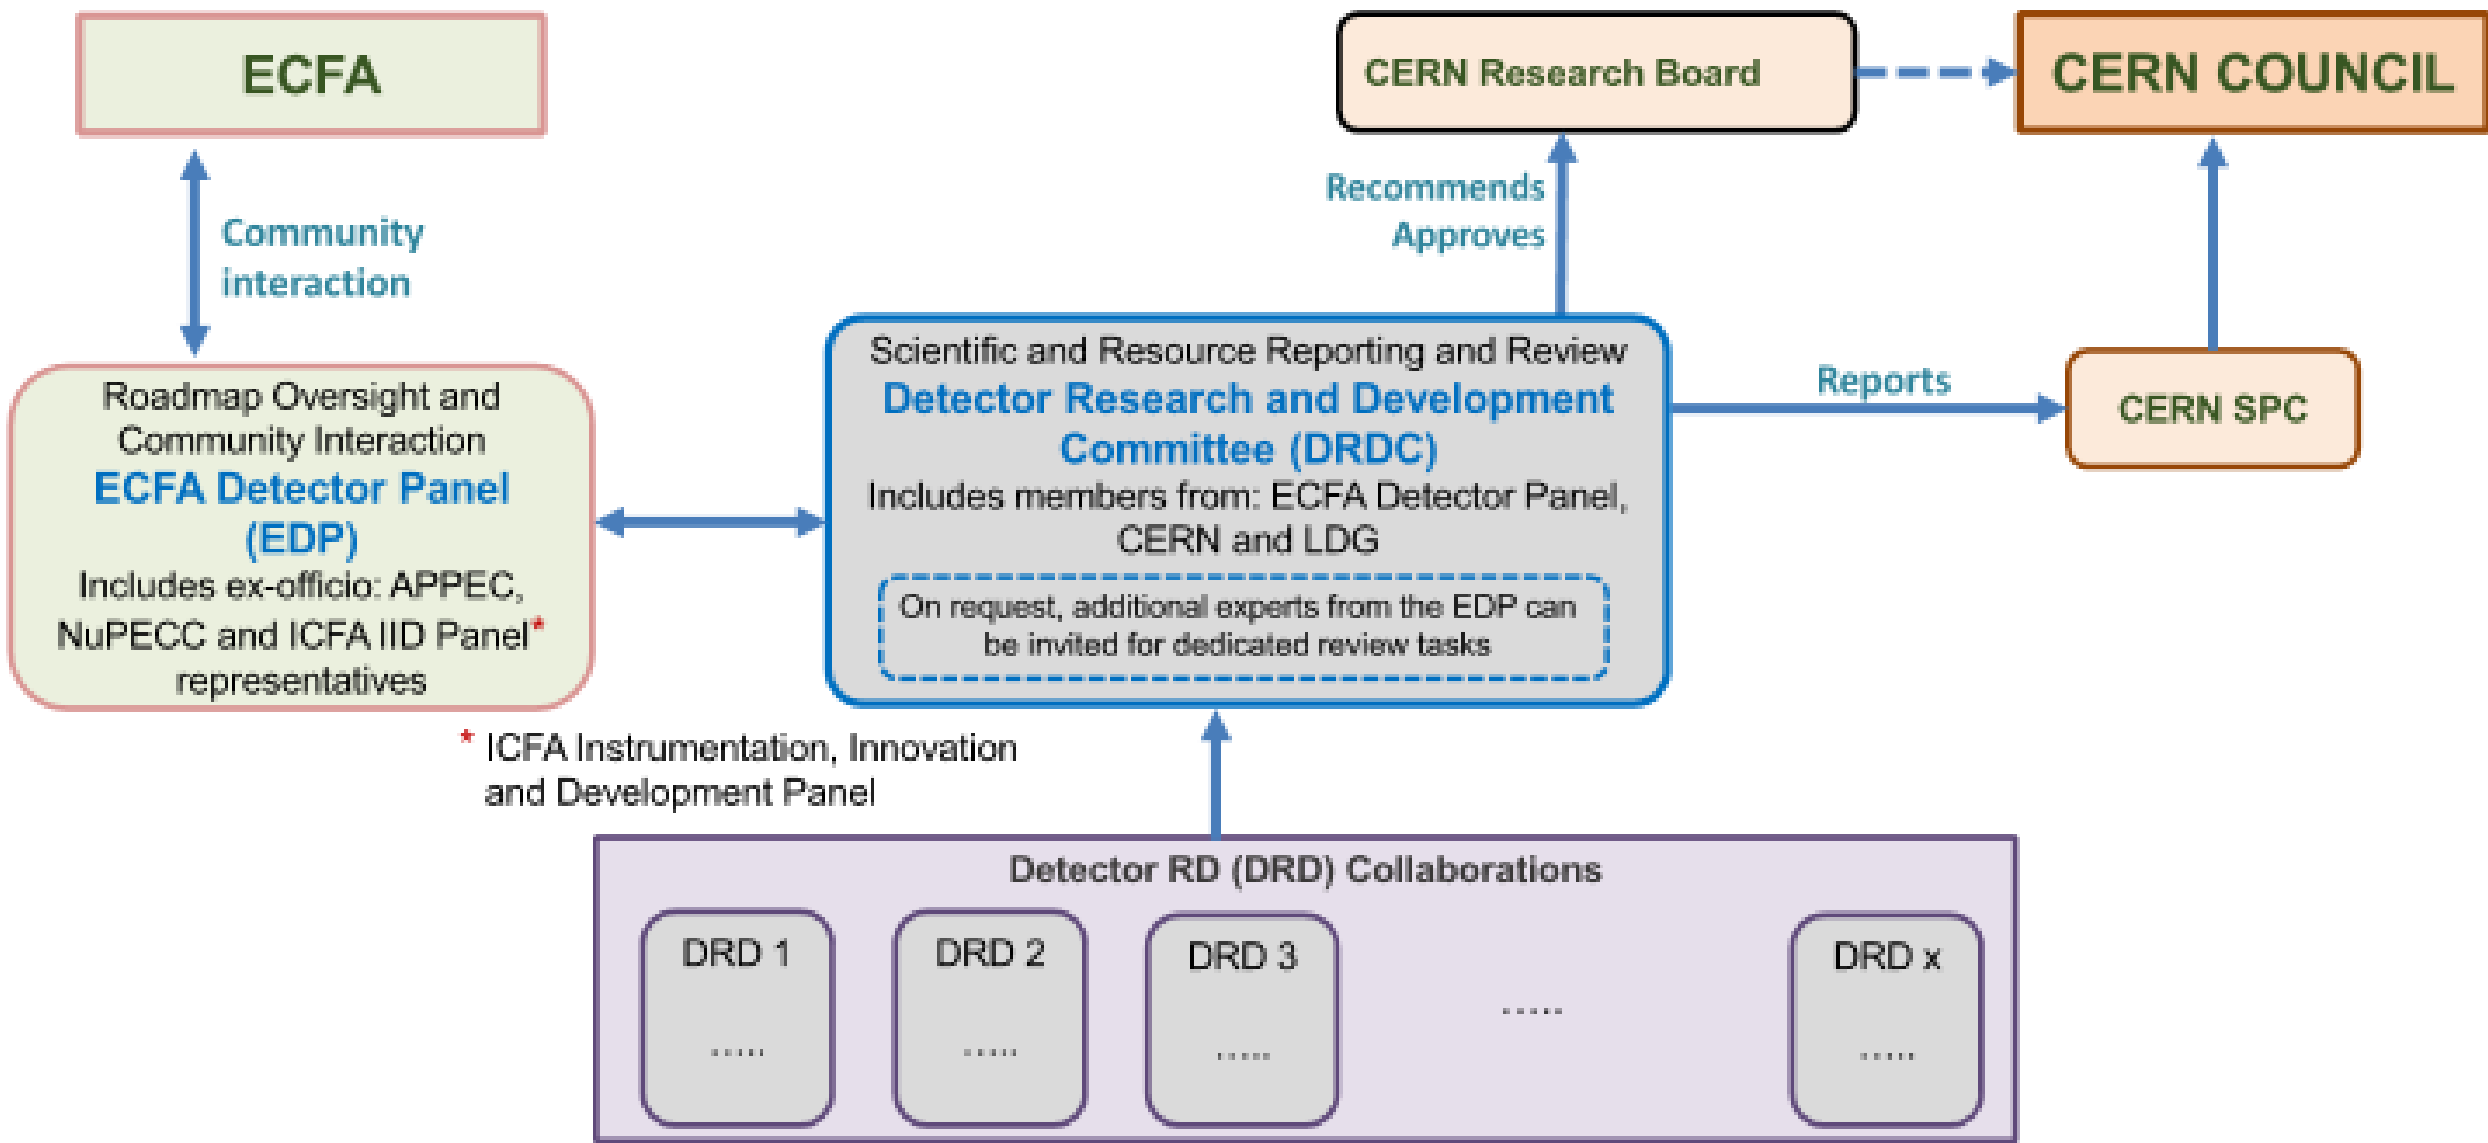 ECFA
CERN Research Board
CERN COUNCIL
Community
interaction
Recommends
Approves
Roadmap Oversight and
Community Interaction
ECFA Detector Panel
(EDP)
Includes ex-officio: APPEC,
NuPECC and ICFA IID Panel*
representatives
Scientific and Resource Reporting and Review
Detector Research and Development
Committee (DRDC)
Includes members from: ECFA Detector Panel,
CERN and LDG
On request, additional experts from the EDP can
be invited for dedicated review tasks
Reports
CERN SPC
* ICFA Instrumentation, Innovation
and Development Panel
Detector RD (DRD) Collaborations
DRD 1
.....
DRD 2
.....
DRD 3
.....
.....
DRD x
.....